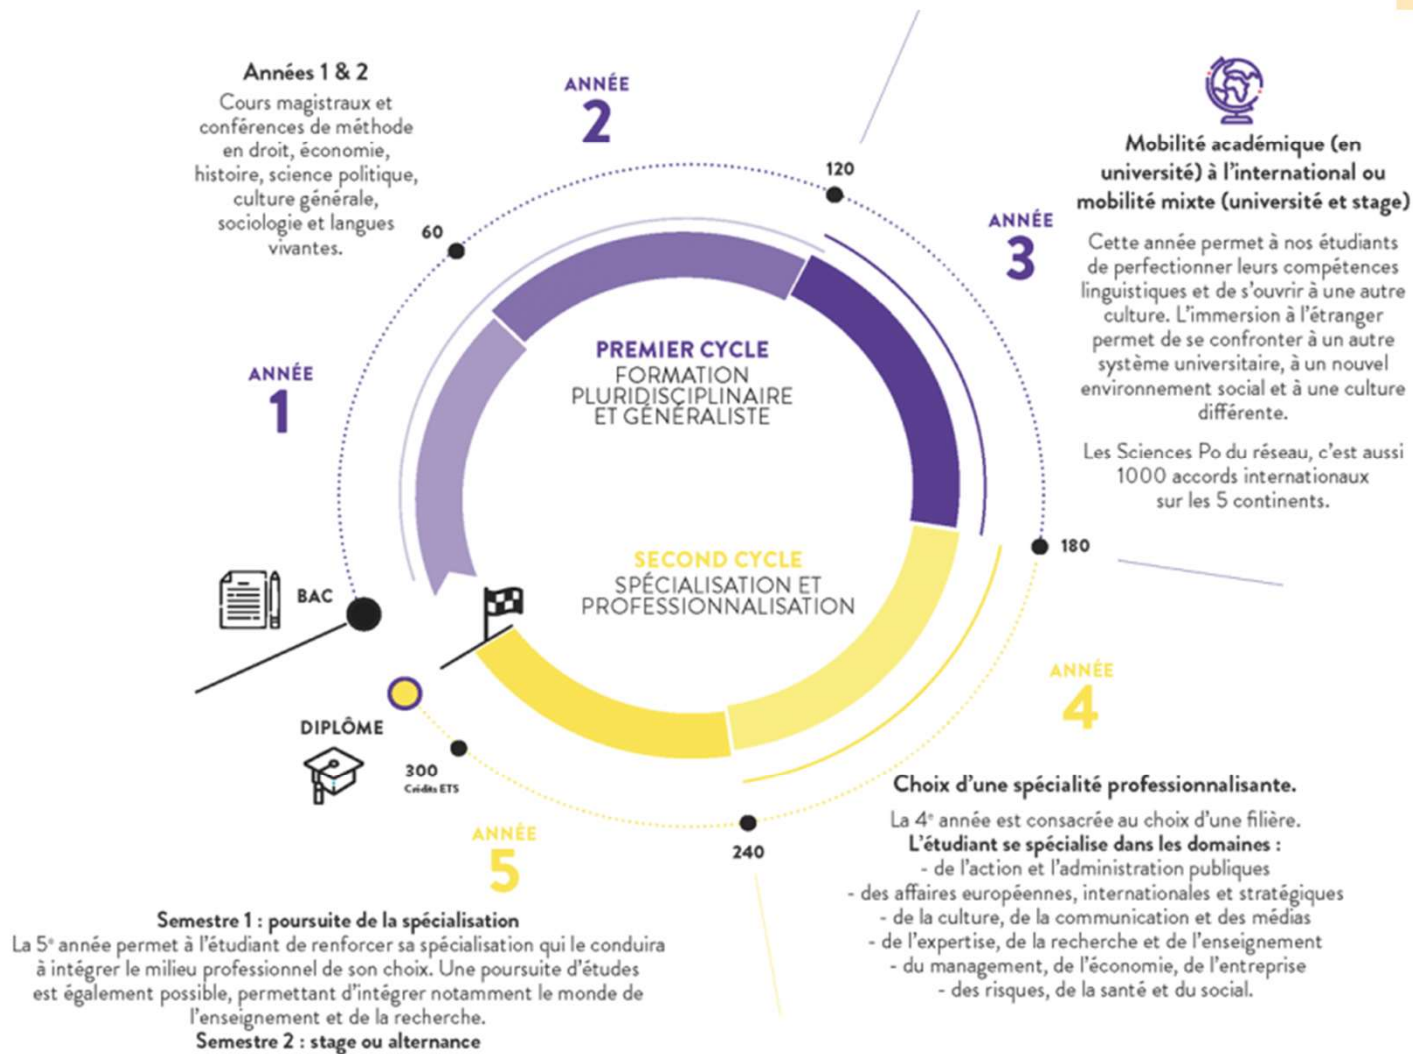 Années 1 & 2
Cours magistraux et
conférences de méthode
en droit, économie,
histoire, science politique,
culture générale,
sociologie et langues
vivantes.
ANNÉE
1
60
ANNÉE
2
120
ANNÉE
3
Mobilité académique (en
université) à l'international ou
mobilité mixte (université et stage)
Cette année permet à nos étudiants
de perfectionner leurs compétences
linguistiques et de s'ouvrir à une autre
culture. L'immersion à l'étranger
permet de se confronter à un autre
système universitaire, à un nouvel
environnement social et à une culture
différente.
Les Sciences Po du réseau, c'est aussi
1000 accords internationaux
sur les 5 continents.
180
PREMIER CYCLE
FORMATION
PLURIDISCIPLINAIRE
ET GÉNÉRALISTE
SECOND CYCLE
SPÉCIALISATION ET
PROFESSIONNALISATION
BAC
DIPLÔME
300
Crédits ETS
ANNÉE
4
Choix d'une spécialité professionnalisante.
La 4e année est consacrée au choix d'une filière.
L'étudiant se spécialise dans les domaines :
- de l'action et l'administration publiques
- des affaires européennes, internationales et stratégiques
- de la culture, de la communication et des médias
- de l'expertise, de la recherche et de l'enseignement
- du management, de l'économie, de l'entreprise
- des risques, de la santé et du social.
240
ANNÉE
5
Semestre 1 : poursuite de la spécialisation
La 5e année permet à l'étudiant de renforcer sa spécialisation qui le conduira
à intégrer le milieu professionnel de son choix. Une poursuite d'études
est également possible, permettant d'intégrer notamment le monde de
l'enseignement et de la recherche.
Semestre 2 : stage ou alternance